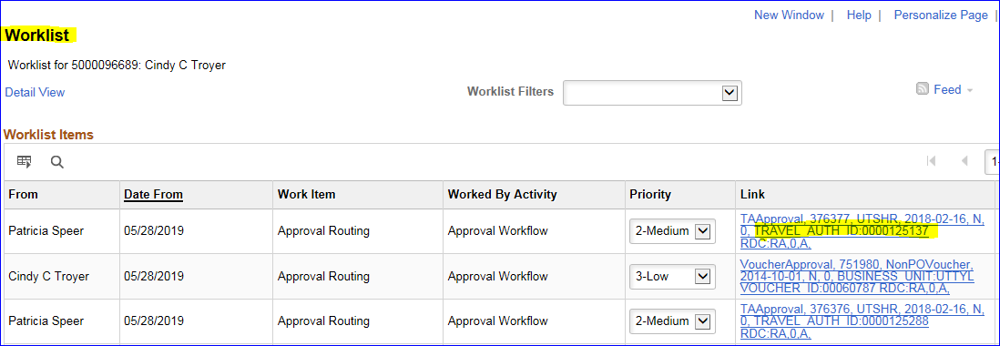 New Window | Help | Personalize Page |
Worklist
Worklist for 5000096689: Cindy C Troyer
Detail View
Worklist Filters
Feed
Worklist Items
From Date From Work Item Worked By Activity Priority Link
Patricia Speer 05/28/2019 Approval Routing Approval Workflow 2-Medium TAApproval, 376377, UTSHR, 2018-02-16, N,
0, TRAVEL_AUTH_ID:0000125137
RDC:RA,0,A,
Cindy C Troyer 05/28/2019 Approval Routing Approval Workflow 3-Low VoucherApproval, 751980, NonPOVoucher,
2014-10-01, N, 0, BUSINESS_UNIT:UTTYL
VOUCHER_ID:00060787 RDC:RA,0,A,
Patricia Speer 05/28/2019 Approval Routing Approval Workflow 2-Medium TAApproval, 376376, UTSHR, 2018-02-16, N,
0, TRAVEL_AUTH_ID:0000125288
RDC:RA,0,A,